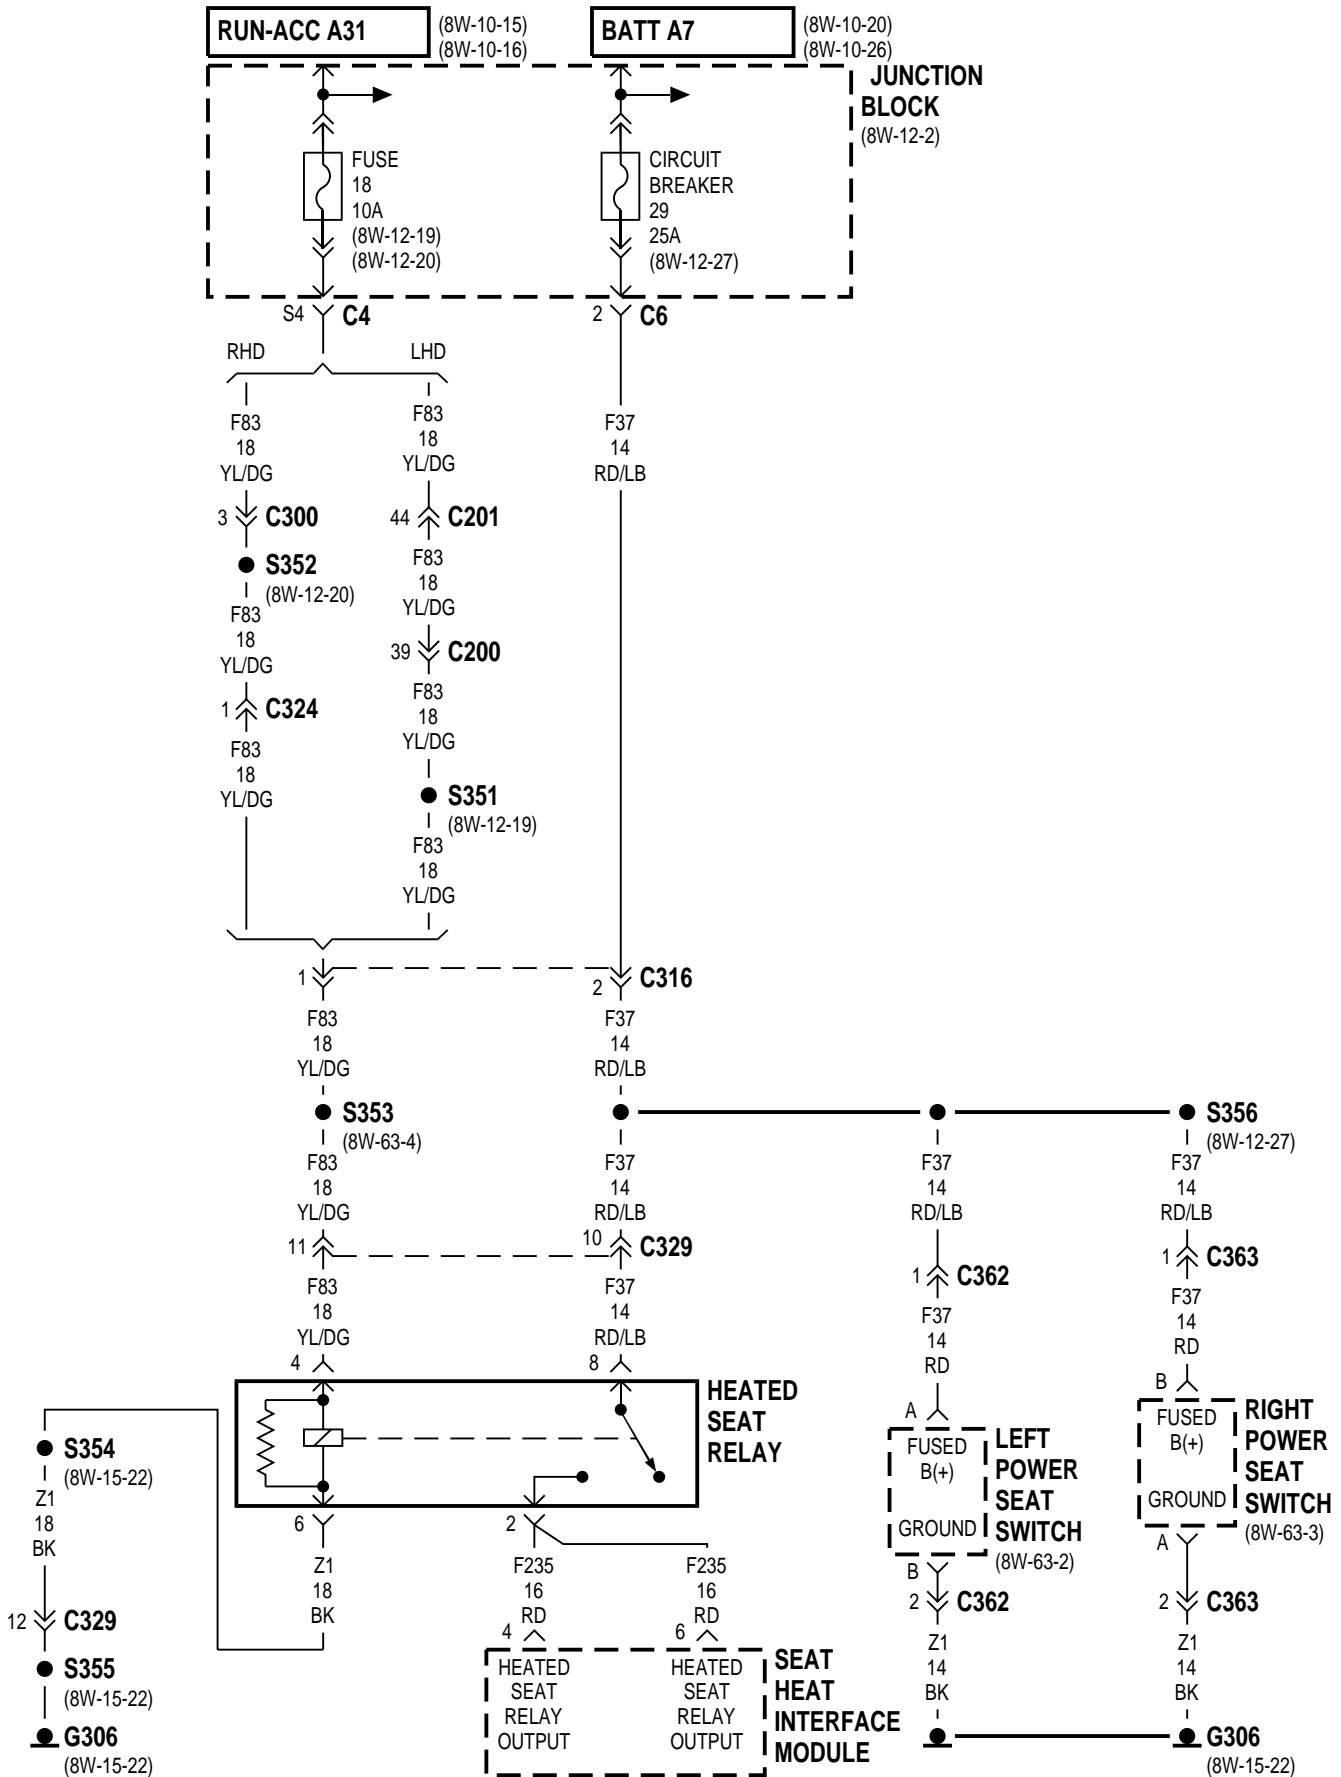 RUN-ACC A31
(8W-10-15)
(8W-10-16)
BATT A7
(8W-10-20)
(8W-10-26)
JUNCTION
BLOCK
(8W-12-2)
FUSE
18
10A
(8W-12-19)
(8W-12-20)
CIRCUIT
BREAKER
29
25A
(8W-12-27)
S4
C4
2
C6
RHD
LHD
F83
18
YL/DG
F83
18
YL/DG
F37
14
RD/LB
3
C300
44
C201
S352
(8W-12-20)
F83
18
YL/DG
F83
18
YL/DG
39
C200
1
C324
F83
18
YL/DG
F83
18
YL/DG
S351
(8W-12-19)
F83
18
YL/DG
1
2
C316
F83
18
YL/DG
F37
14
RD/LB
S353
(8W-63-4)
S356
(8W-12-27)
F83
18
YL/DG
F37
14
RD/LB
F37
14
RD/LB
F37
14
RD/LB
11
10
C329
1
C362
1
C363
F83
18
YL/DG
F37
14
RD/LB
F37
14
RD
F37
14
RD
4
8
A
B
HEATED
SEAT
RELAY
FUSED
B(+)
GROUND
LEFT
POWER
SEAT
SWITCH
(8W-63-2)
FUSED
B(+)
GROUND
RIGHT
POWER
SEAT
SWITCH
(8W-63-3)
S354
(8W-15-22)
Z1
18
BK
6
2
B
A
Z1
18
BK
F235
16
RD
F235
16
RD
2
C362
2
C363
12
C329
4
6
Z1
14
BK
Z1
14
BK
S355
(8W-15-22)
HEATED
SEAT
RELAY
OUTPUT
HEATED
SEAT
RELAY
OUTPUT
SEAT
HEAT
INTERFACE
MODULE
G306
(8W-15-22)
G306
(8W-15-22)